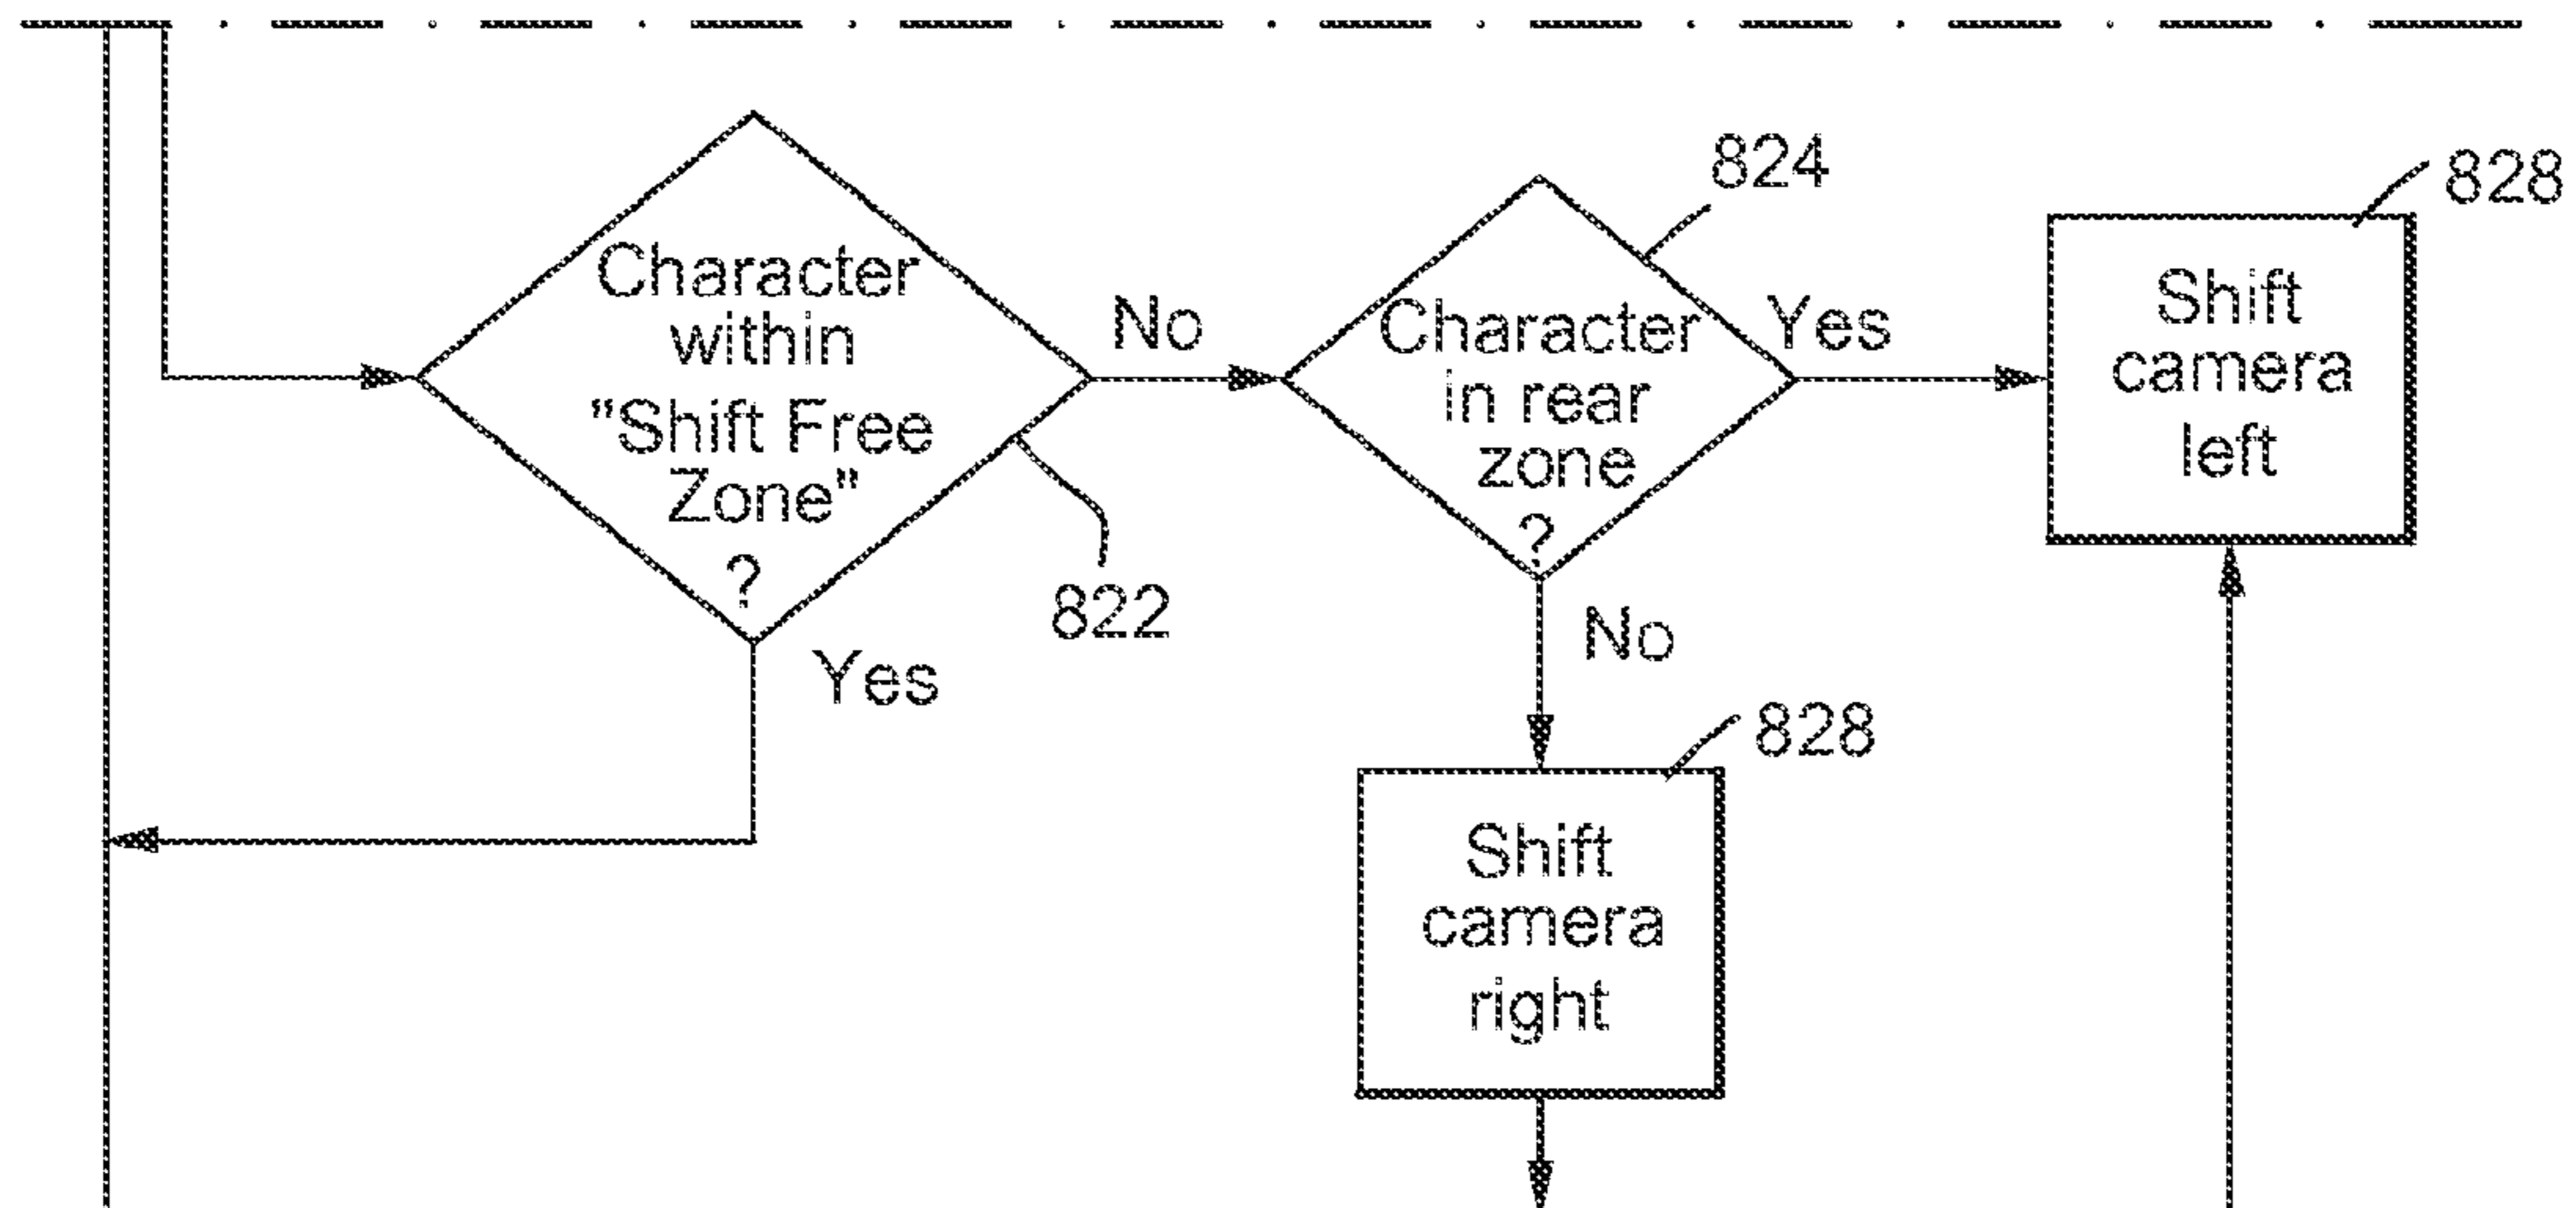 Character
within
"Shift Free
Zone"
?
822
Yes
No
824
Character
in rear
zone
?
Yes
No
828
Shift
camera
left
828
Shift
camera
right